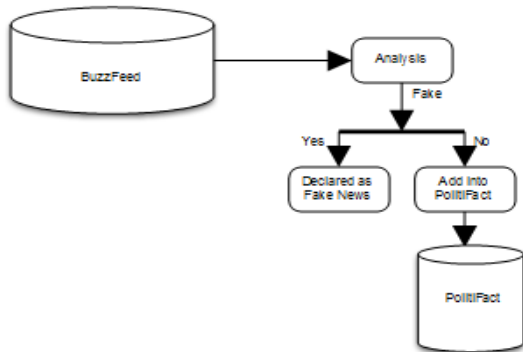 BuzzFeed
Analysis
Fake
Yes
No
Declared as
Fake News
Add into
PolitiFact
PolitiFact